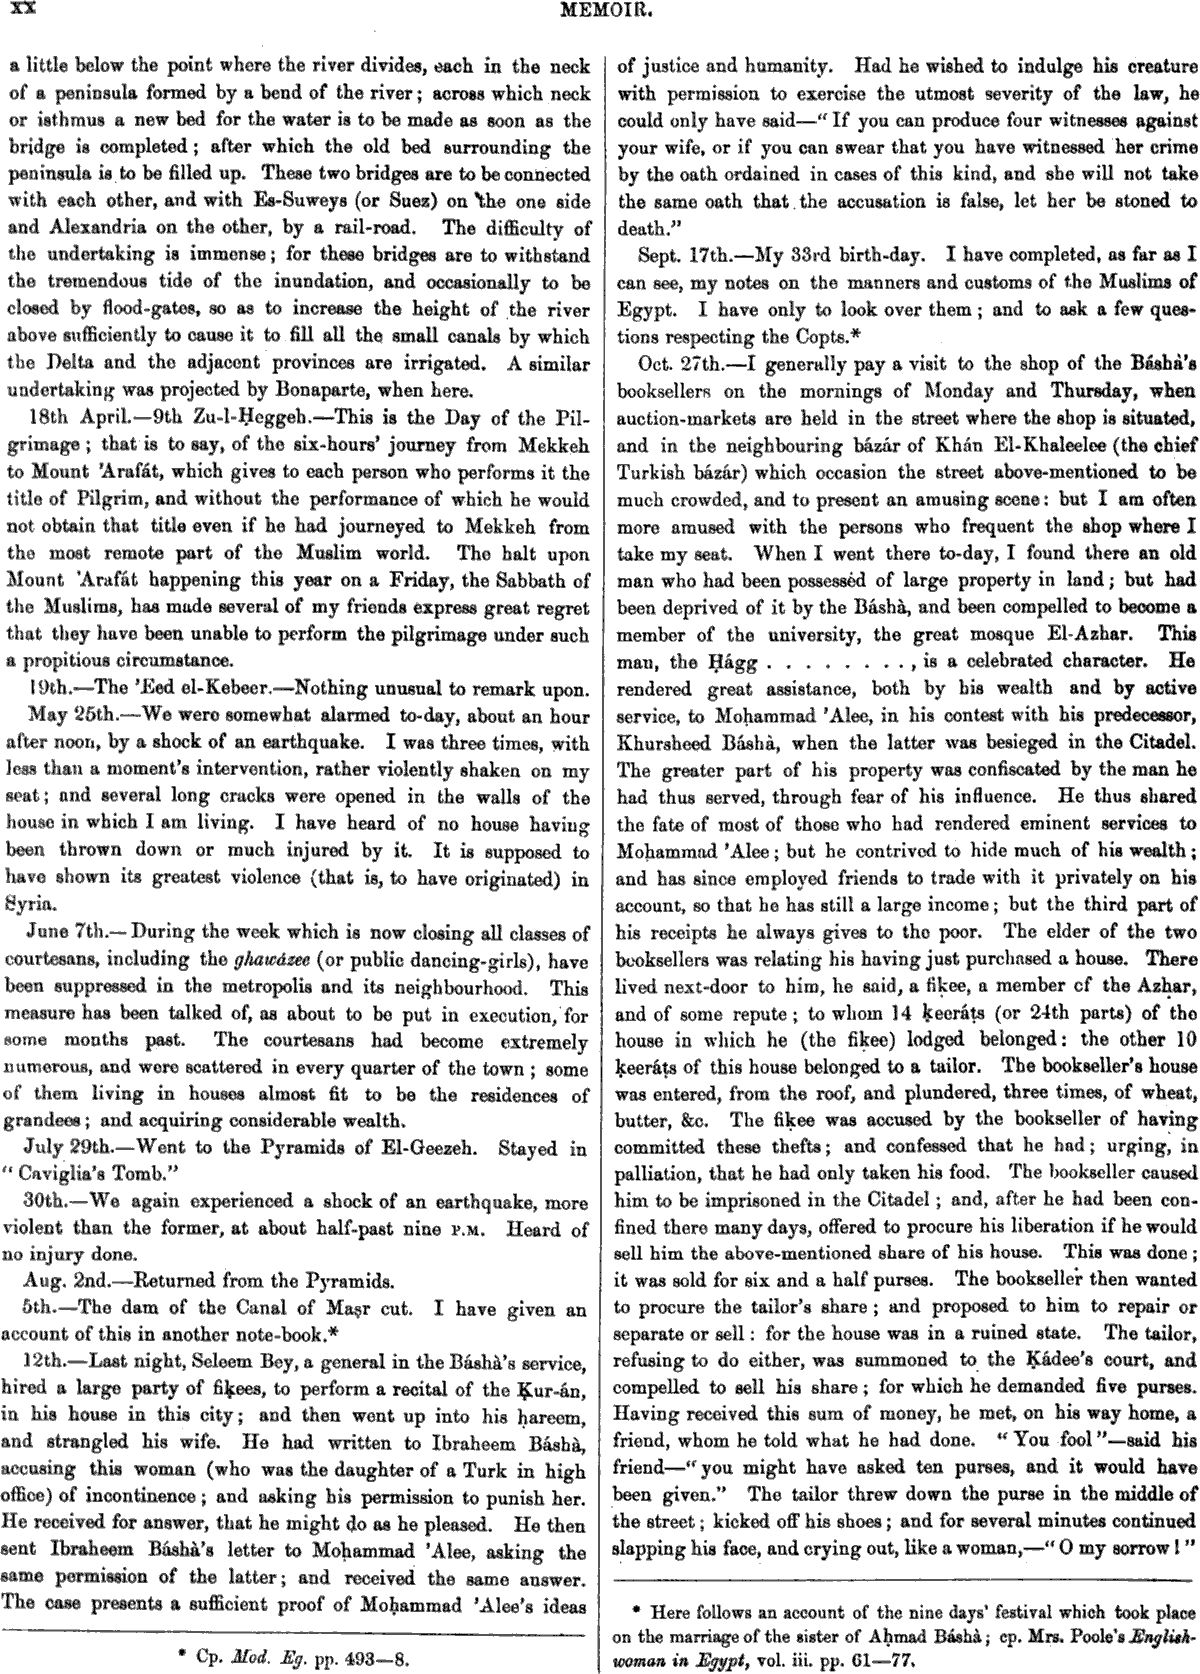 xx
MEMOIR.
a little below the point where the river divides, each in the neck
of a peninsula formed by a bend of the river; across which neck
or isthmus a new bed for the water is to be made as soon as the
bridge is completed; after which the old bed surrounding the
peninsula is to be filled up. These two bridges are to be connected
with each other, and with Es-Suweys (or Suez) on the one side
and Alexandria on the other, by a rail-road. The difficulty of
the undertaking is immense; for these bridges are to withstand
the tremendous tide of the inundation, and occasionally to be
closed by flood-gates, so as to increase the height of the river
above sufficiently to cause it to fill all the small canals by which
the Delta and the adjacent provinces are irrigated. A similar
undertaking was projected by Bonaparte, when here.
18th April.—9th Zu-l-Ḥeggeh.—This is the Day of the Pil-
grimage; that is to say, of the six-hours' journey from Mekkeh
to Mount 'Arafát, which gives to each person who performs it the
title of Pilgrim, and without the performance of which he would
not obtain that title even if he had journeyed to Mekkeh from
the most remote part of the Muslim world. The halt upon
Mount 'Arafát happening this year on a Friday, the Sabbath of
the Muslims, has made several of my friends express great regret
that they have been unable to perform the pilgrimage under such
a propitious circumstance.
19th.—The 'Eed el-Kebeer.—Nothing unusual to remark upon.
May 25th.—We were somewhat alarmed to-day, about an hour
after noon, by a shock of an earthquake. I was three times, with
less than a moment's intervention, rather violently shaken on my
seat; and several long cracks were opened in the walls of the
house in which I am living. I have heard of no house having
been thrown down or much injured by it. It is supposed to
have shown its greatest violence (that is, to have originated) in
Syria.
June 7th.—During the week which is now closing all classes of
courtesans, including the ghawázee (or public dancing-girls), have
been suppressed in the metropolis and its neighbourhood. This
measure has been talked of, as about to be put in execution, for
some months past. The courtesans had become extremely
numerous, and were scattered in every quarter of the town; some
of them living in houses almost fit to be the residences of
grandees; and acquiring considerable wealth.
July 29th.—Went to the Pyramids of El-Geezeh. Stayed in
"Caviglia's Tomb."
30th.—We again experienced a shock of an earthquake, more
violent than the former, at about half-past nine P.M. Heard of
no injury done.
Aug. 2nd.—Returned from the Pyramids.
5th.—The dam of the Canal of Maṣr cut. I have given an
account of this in another note-book.*
12th.—Last night, Seleem Bey, a general in the Báshà's service,
hired a large party of fiḳees, to perform a recital of the Ḳur-án,
in his house in this city; and then went up into his ḥareem,
and strangled his wife. He had written to Ibraheem Báshà,
accusing this woman (who was the daughter of a Turk in high
office) of incontinence; and asking his permission to punish her.
He received for answer, that he might do as he pleased. He then
sent Ibraheem Báshà's letter to Moḥammad 'Alee, asking the
same permission of the latter; and received the same answer.
The case presents a sufficient proof of Moḥammad 'Alee's ideas
* Cp. Mod. Eg. pp. 493—8.
of justice and humanity. Had he wished to indulge his creature
with permission to exercise the utmost severity of the law, he
could only have said—"If you can produce four witnesses against
your wife, or if you can swear that you have witnessed her crime
by the oath ordained in cases of this kind, and she will not take
the same oath that the accusation is false, let her be stoned to
death."
Sept. 17th.—My 33rd birth-day. I have completed, as far as I
can see, my notes on the manners and customs of the Muslims of
Egypt. I have only to look over them; and to ask a few ques-
tions respecting the Copts.*
Oct. 27th.—I generally pay a visit to the shop of the Báshà's
booksellers on the mornings of Monday and Thursday, when
auction-markets are held in the street where the shop is situated,
and in the neighbouring bázár of Khán El-Khaleelee (the chief
Turkish bázár) which occasion the street above-mentioned to be
much crowded, and to present an amusing scene: but I am often
more amused with the persons who frequent the shop where I
take my seat. When I went there to-day, I found there an old
man who had been possessed of large property in land; but had
been deprived of it by the Báshà, and been compelled to become a
member of the university, the great mosque El-Azhar. This
man, the Ḥágg . . . . . . . . . , is a celebrated character. He
rendered great assistance, both by his wealth and by active
service, to Moḥammad 'Alee, in his contest with his predecessor,
Khursheed Báshà, when the latter was besieged in the Citadel.
The greater part of his property was confiscated by the man he
had thus served, through fear of his influence. He thus shared
the fate of most of those who had rendered eminent services to
Moḥammad 'Alee; but he contrived to hide much of his wealth;
and has since employed friends to trade with it privately on his
account, so that he has still a large income; but the third part of
his receipts he always gives to the poor. The elder of the two
booksellers was relating his having just purchased a house. There
lived next-door to him, he said, a fiḳee, a member of the Azhar,
and of some repute; to whom 14 ḳeeráṭs (or 24th parts) of the
house in which he (the fiḳee) lodged belonged: the other 10
ḳeeráṭs of this house belonged to a tailor. The bookseller's house
was entered, from the roof, and plundered, three times, of wheat,
butter, &c. The fiḳee was accused by the bookseller of having
committed these thefts; and confessed that he had; urging, in
palliation, that he had only taken his food. The bookseller caused
him to be imprisoned in the Citadel; and, after he had been con-
fined there many days, offered to procure his liberation if he would
sell him the above-mentioned share of his house. This was done;
it was sold for six and a half purses. The bookseller then wanted
to procure the tailor's share; and proposed to him to repair or
separate or sell: for the house was in a ruined state. The tailor,
refusing to do either, was summoned to the Ḳádee's court, and
compelled to sell his share; for which he demanded five purses.
Having received this sum of money, he met, on his way home, a
friend, whom he told what he had done. "You fool"—said his
friend—"you might have asked ten purses, and it would have
been given." The tailor threw down the purse in the middle of
the street; kicked off his shoes; and for several minutes continued
slapping his face, and crying out, like a woman,—"O my sorrow!"
* Here follows an account of the nine days' festival which took place
on the marriage of the sister of Aḥmad Báshà; cp. Mrs. Poole's English-
woman in Egypt, vol. iii. pp. 61—77.